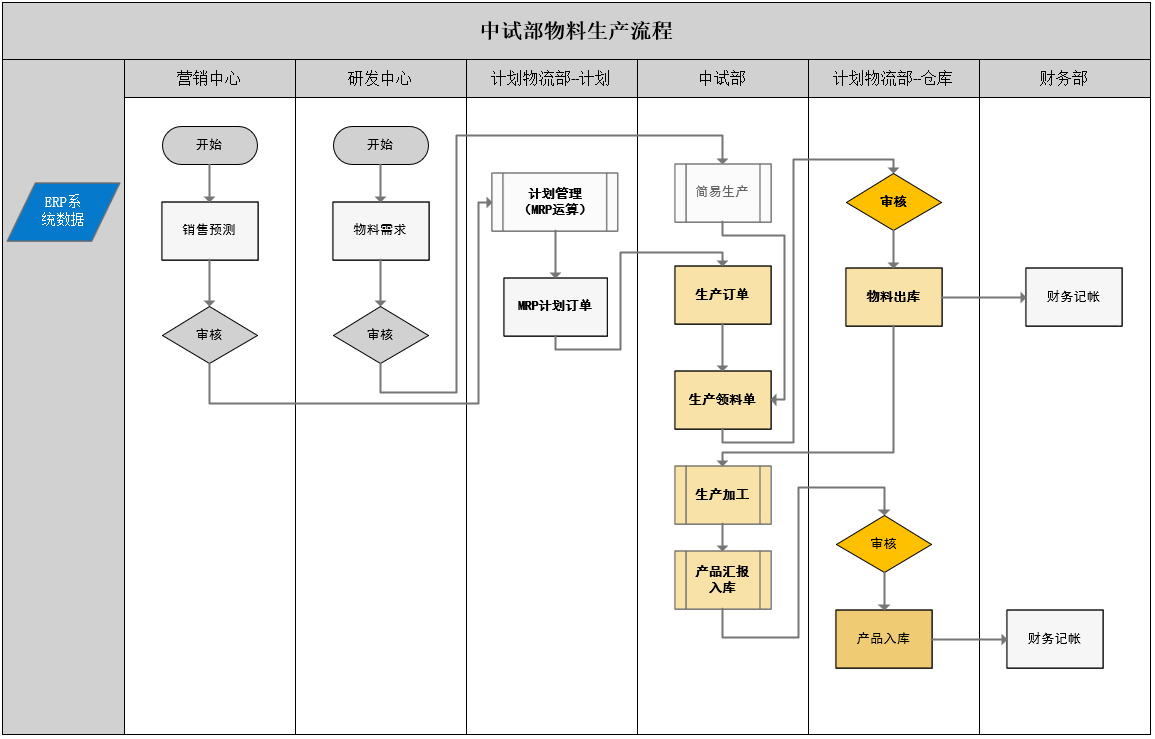 中试部物料生产流程
营销中心
研发中心
计划物流部--计划
中试部
计划物流部--仓库
财务部
ERP系
统数据
开始
销售预测
审核
开始
物料需求
审核
计划管理
（MRP运算）
MRP计划订单
简易生产
生产订单
生产领料单
生产加工
产品汇报
入库
审核
物料出库
审核
产品入库
财务记帐
财务记帐